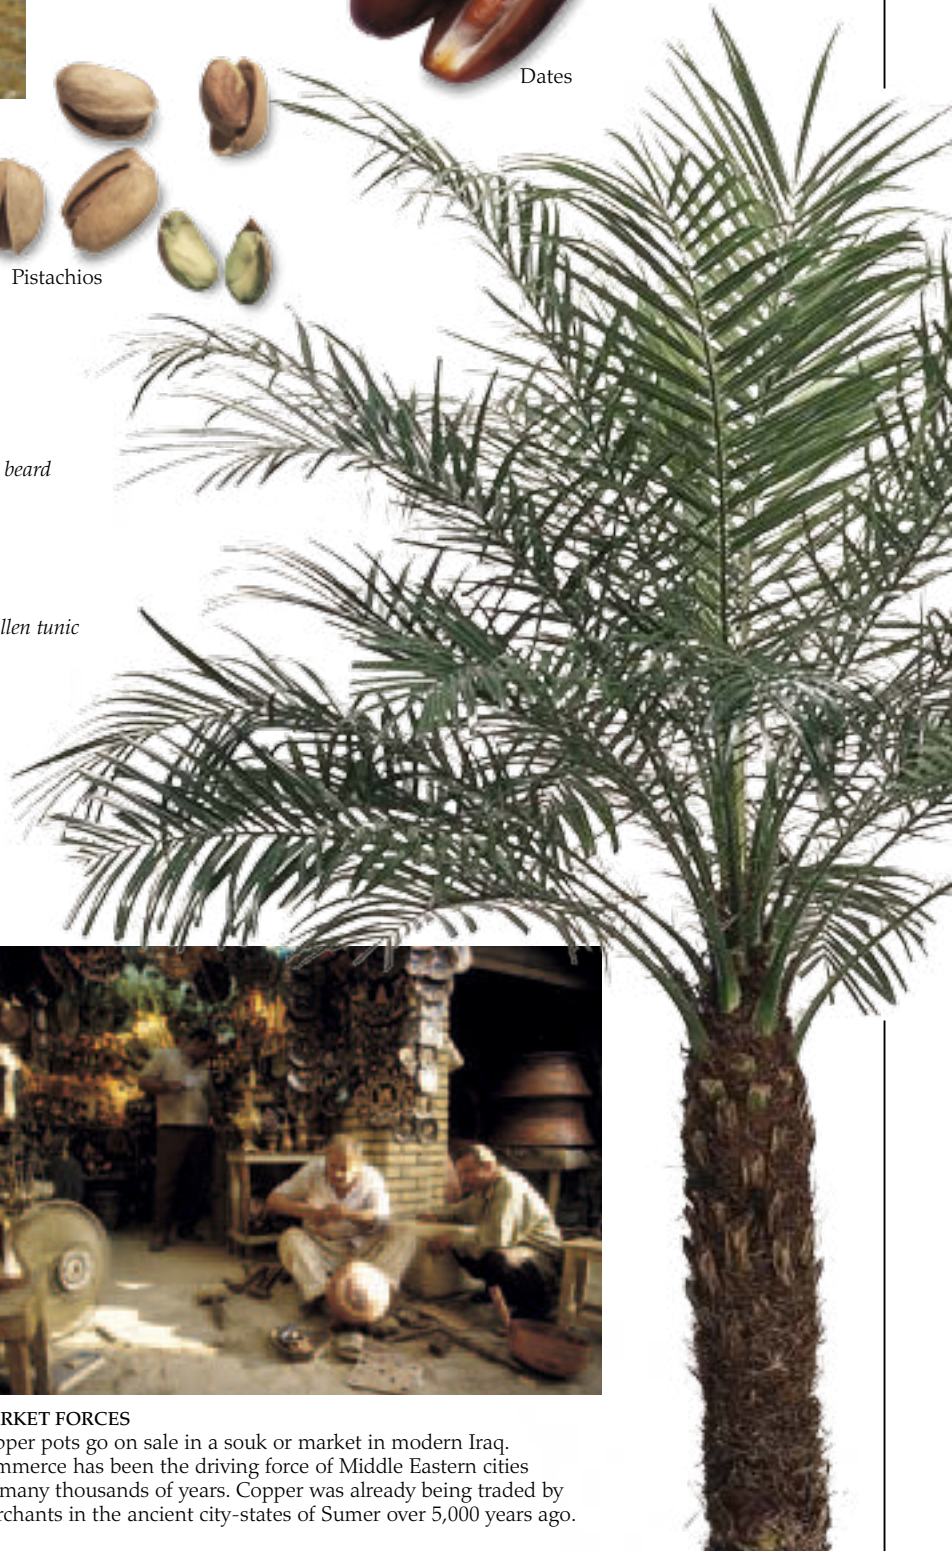 Dates
Pistachios
beard
llen tunic
RKET FORCES
pper pots go on sale in a souk or market in modern Iraq.
mmerce has been the driving force of Middle Eastern cities
many thousands of years. Copper was already being traded by
rchants in the ancient city-states of Sumer over 5,000 years ago.